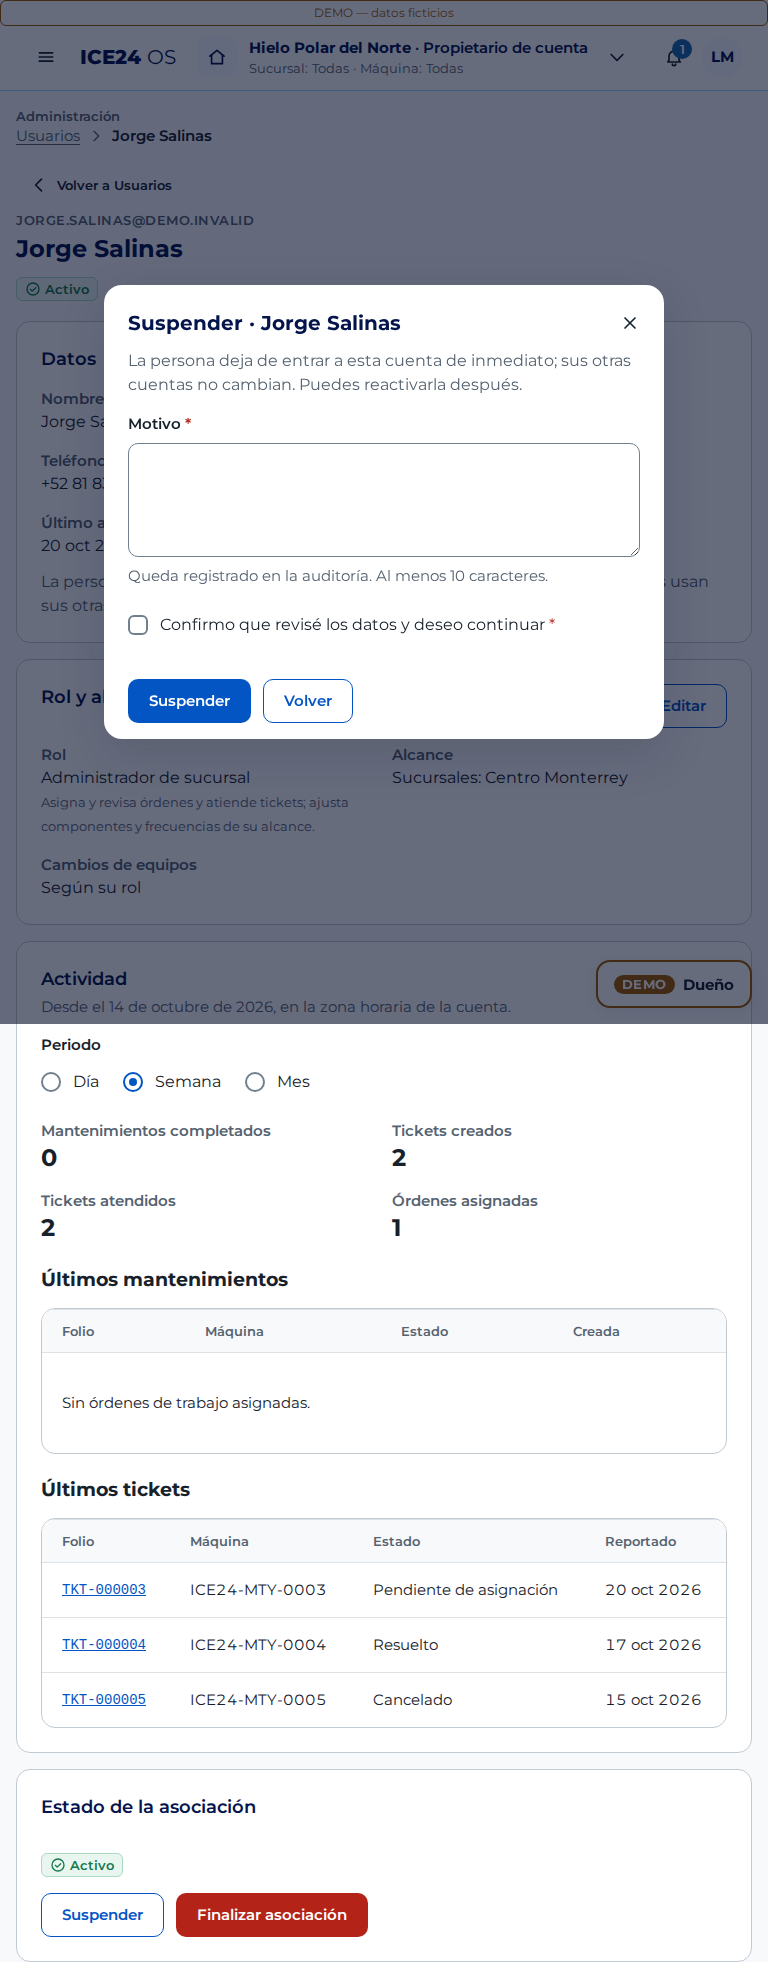 DEMO — datos ficticios
ICE24 OS
Hielo Polar del Norte · Propietario de cuenta
Sucursal: Todas · Máquina: Todas
1
LM
Administración
Usuarios > Jorge Salinas
Volver a Usuarios
JORGE.SALINAS@DEMO.INVALID
Jorge Salinas
Activo
Suspender · Jorge Salinas
La persona deja de entrar a esta cuenta de inmediato; sus otras
cuentas no cambian. Puedes reactivarla después.
Motivo *
Queda registrado en la auditoría. Al menos 10 caracteres.
Confirmo que revisé los datos y deseo continuar *
Suspender
Volver
Datos
Nombre
Jorge
Teléfono
+52 81
Último
20 oct
La
usan
sus
Rol y
Editar
Rol
Administrador de sucursal
Asigna y revisa órdenes y atiende tickets; ajusta
componentes y frecuencias de su alcance.
Alcance
Sucursales: Centro Monterrey
Cambios de equipos
Según su rol
Actividad
Desde el 14 de octubre de 2026, en la zona horaria de la cuenta.
DEMO Dueño
Periodo
Día Semana Mes
Mantenimientos completados
0
Tickets creados
2
Tickets atendidos
2
Órdenes asignadas
1
Últimos mantenimientos
Folio Máquina Estado Creada
Sin órdenes de trabajo asignadas.
Últimos tickets
Folio Máquina Estado Reportado
TKT-000003 ICE24-MTY-0003 Pendiente de asignación 20 oct 2026
TKT-000004 ICE24-MTY-0004 Resuelto 17 oct 2026
TKT-000005 ICE24-MTY-0005 Cancelado 15 oct 2026
Estado de la asociación
Activo
Suspender
Finalizar asociación